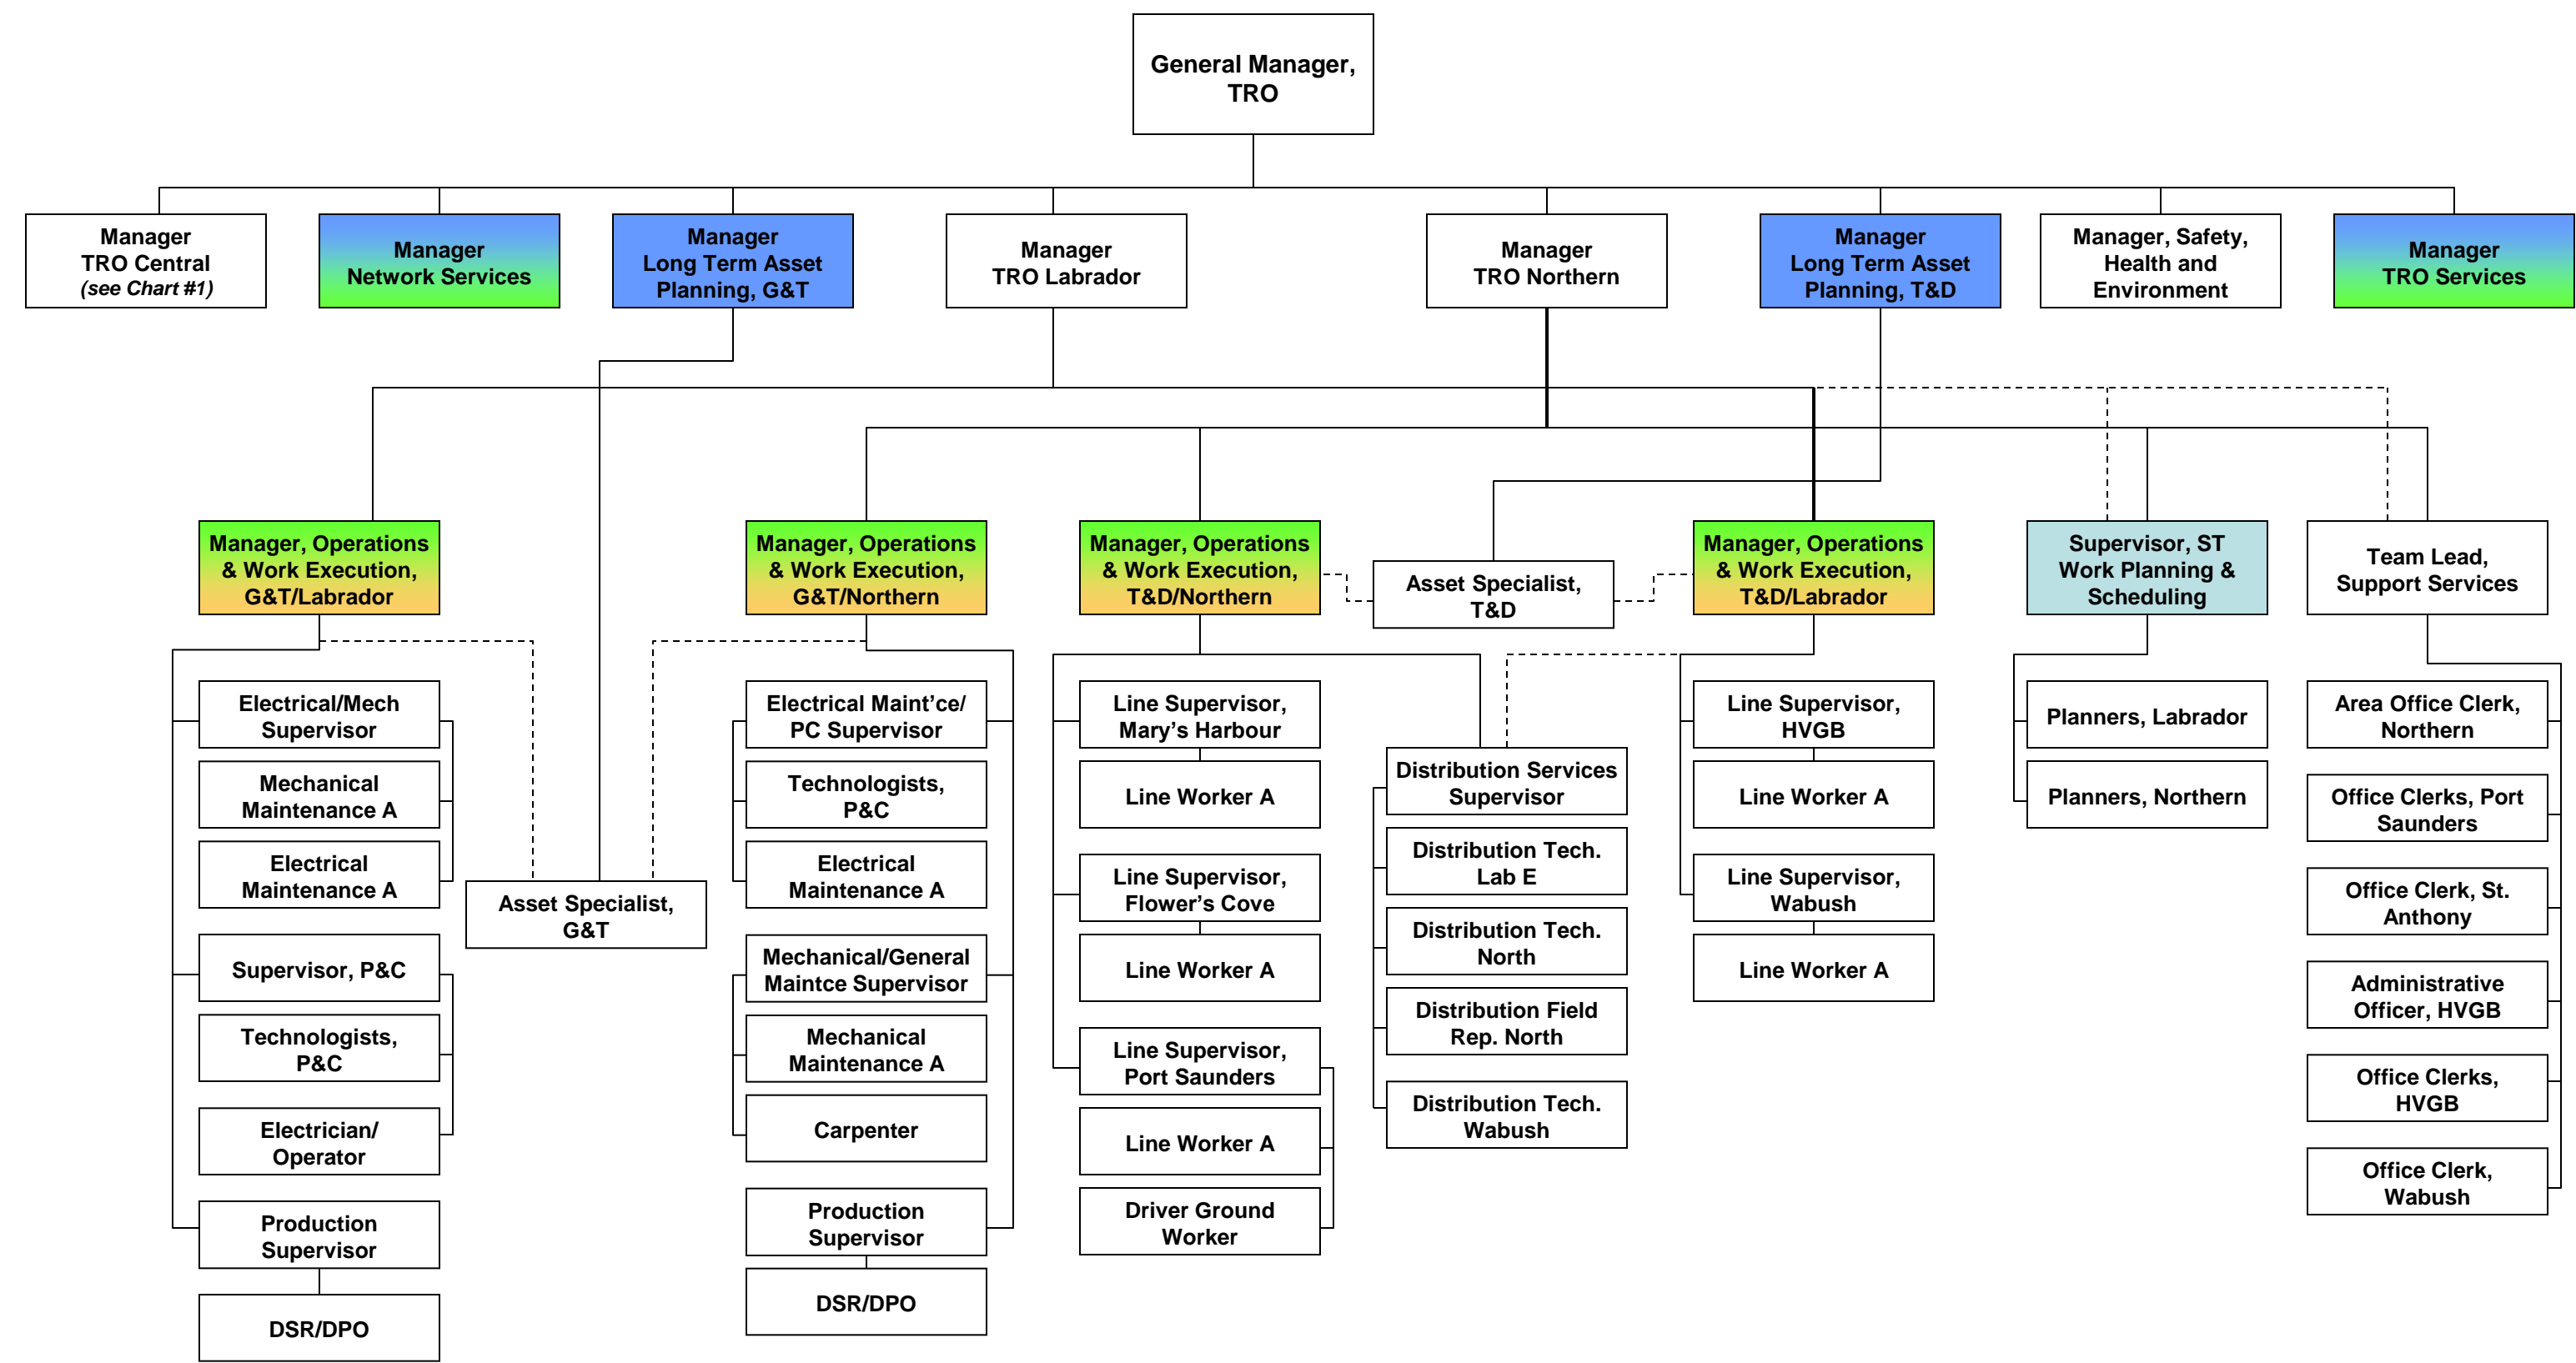 General Manager,
TRO
Manager
TRO Central
(see Chart #1)
Manager
Network Services
Manager
Long Term Asset
Planning, G&T
Manager
TRO Labrador
Manager
TRO Northern
Manager
Long Term Asset
Planning, T&D
Manager, Safety,
Health and
Environment
Manager
TRO Services
Manager, Operations
& Work Execution,
G&T/Labrador
Manager, Operations
& Work Execution,
G&T/Northern
Manager, Operations
& Work Execution,
T&D/Northern
Asset Specialist,
T&D
Manager, Operations
& Work Execution,
T&D/Labrador
Supervisor, ST
Work Planning &
Scheduling
Team Lead,
Support Services
Electrical/Mech
Supervisor
Mechanical
Maintenance A
Electrical
Maintenance A
Supervisor, P&C
Technologists,
P&C
Electrician/
Operator
Production
Supervisor
DSR/DPO
Asset Specialist,
G&T
Electrical Maint’ce/
PC Supervisor
Technologists,
P&C
Electrical
Maintenance A
Mechanical/General
Maintce Supervisor
Mechanical
Maintenance A
Carpenter
Production
Supervisor
DSR/DPO
Line Supervisor,
Mary’s Harbour
Line Worker A
Line Supervisor,
Flower’s Cove
Line Worker A
Line Supervisor,
Port Saunders
Line Worker A
Driver Ground
Worker
Distribution Services
Supervisor
Distribution Tech.
Lab E
Distribution Tech.
North
Distribution Field
Rep. North
Distribution Tech.
Wabush
Line Supervisor,
HVGB
Line Worker A
Line Supervisor,
Wabush
Line Worker A
Planners, Labrador
Planners, Northern
Area Office Clerk,
Northern
Office Clerks, Port
Saunders
Office Clerk, St.
Anthony
Administrative
Officer, HVGB
Office Clerks,
HVGB
Office Clerk,
Wabush